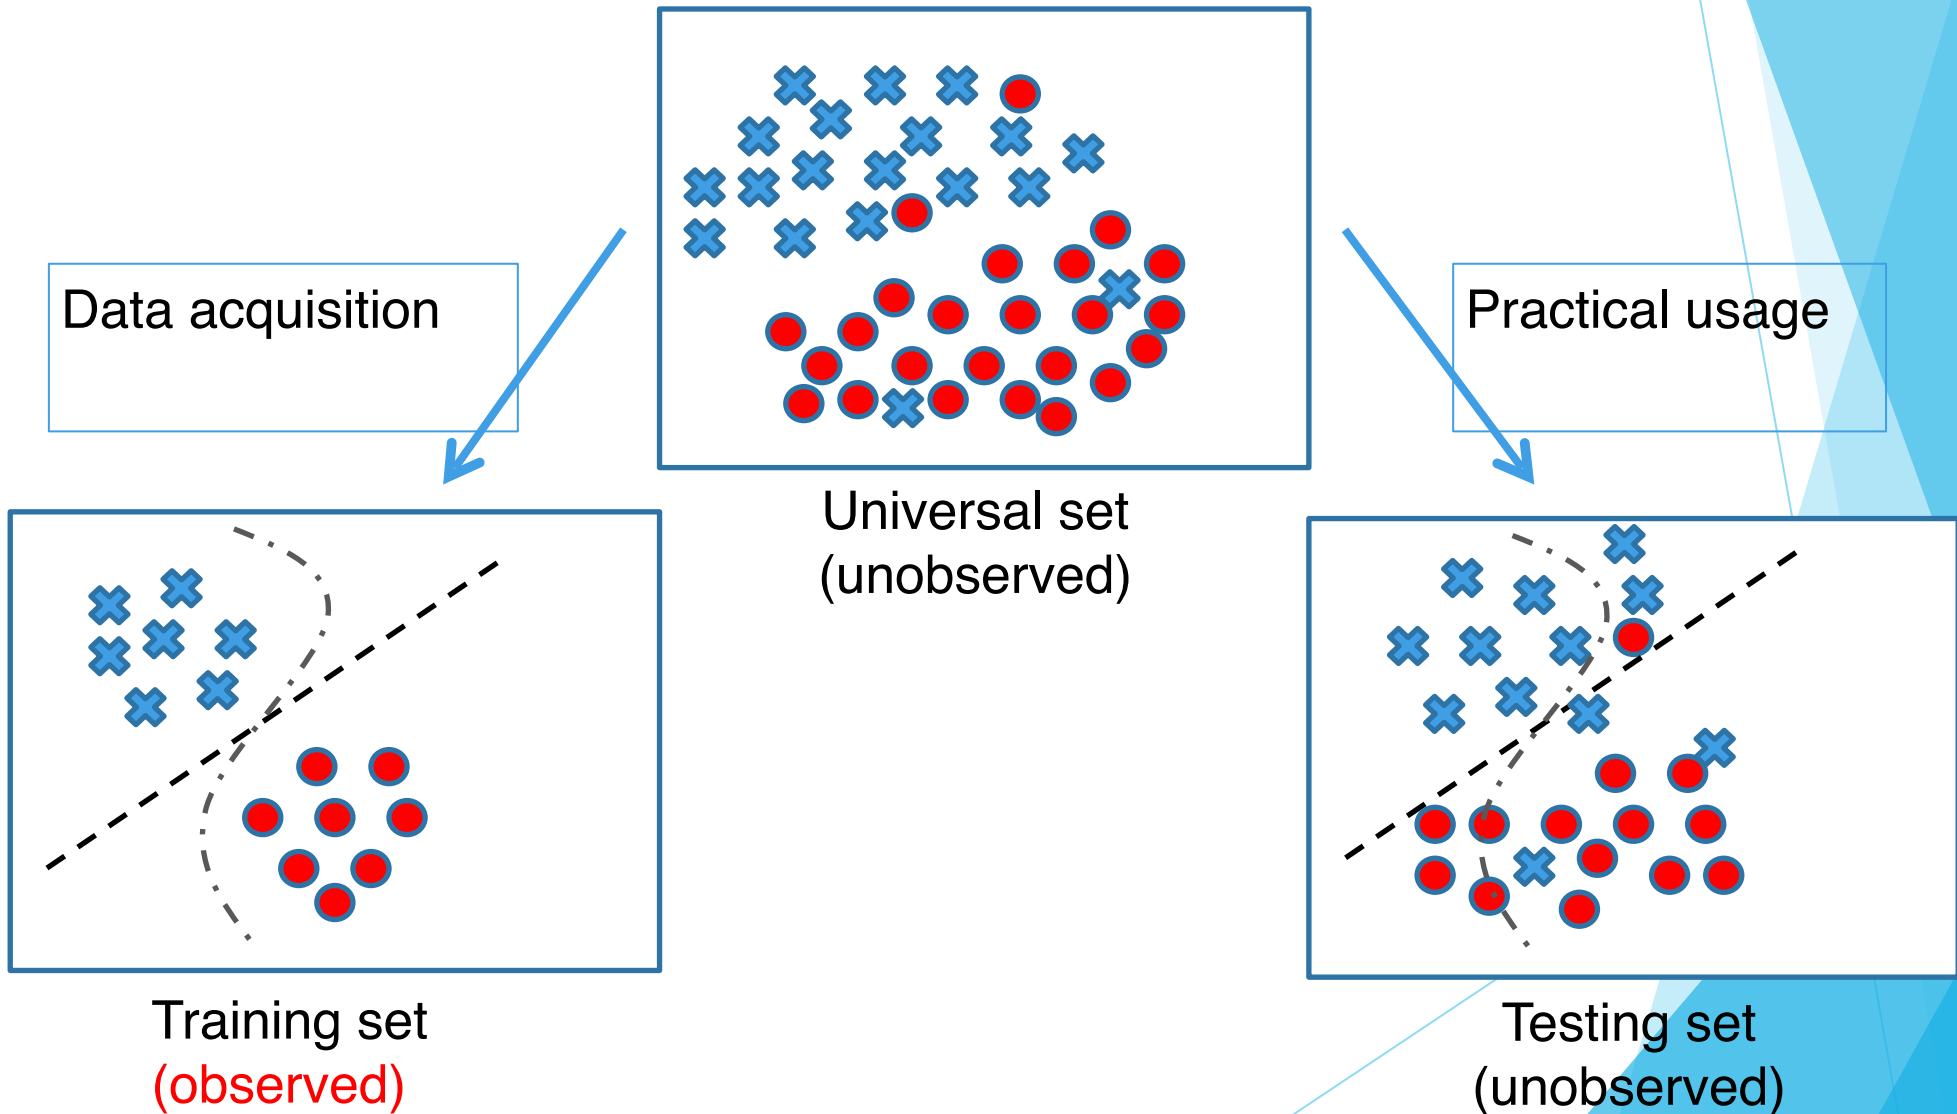 Data acquisition
Practical usage
Universal set
(unobserved)
Training set
(observed)
Testing set
(unobserved)